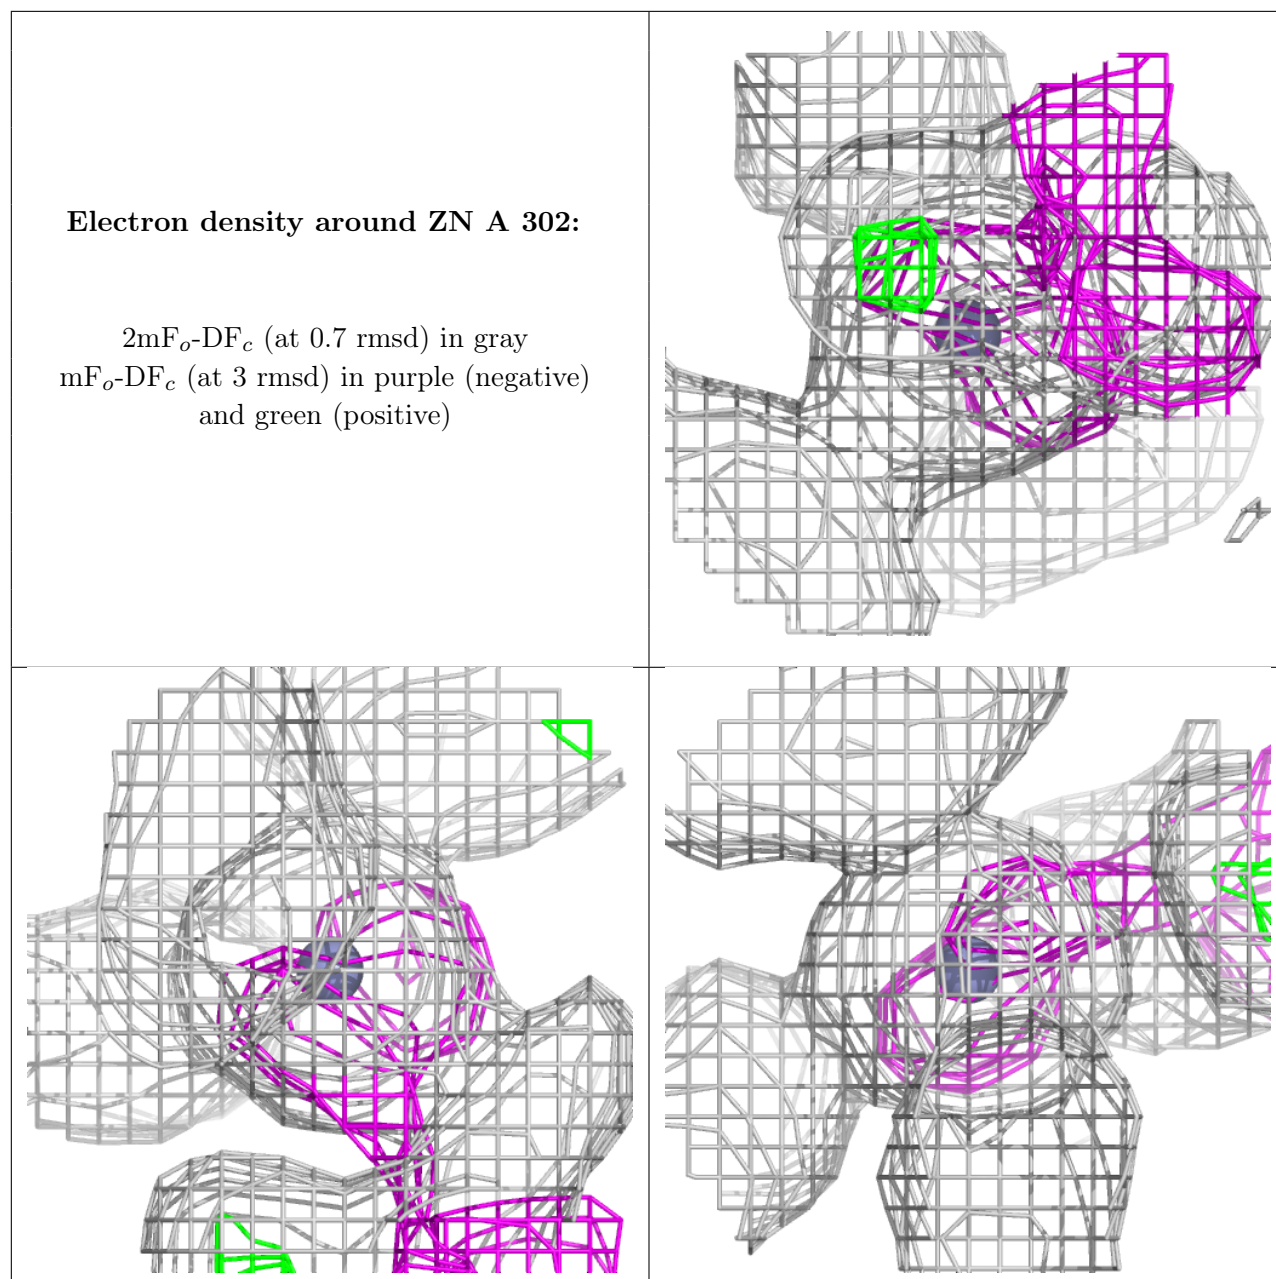 Electron density around ZN A 302:
2mFo-DFc (at 0.7 rmsd) in gray
mFo-DFc (at 3 rmsd) in purple (negative)
and green (positive)